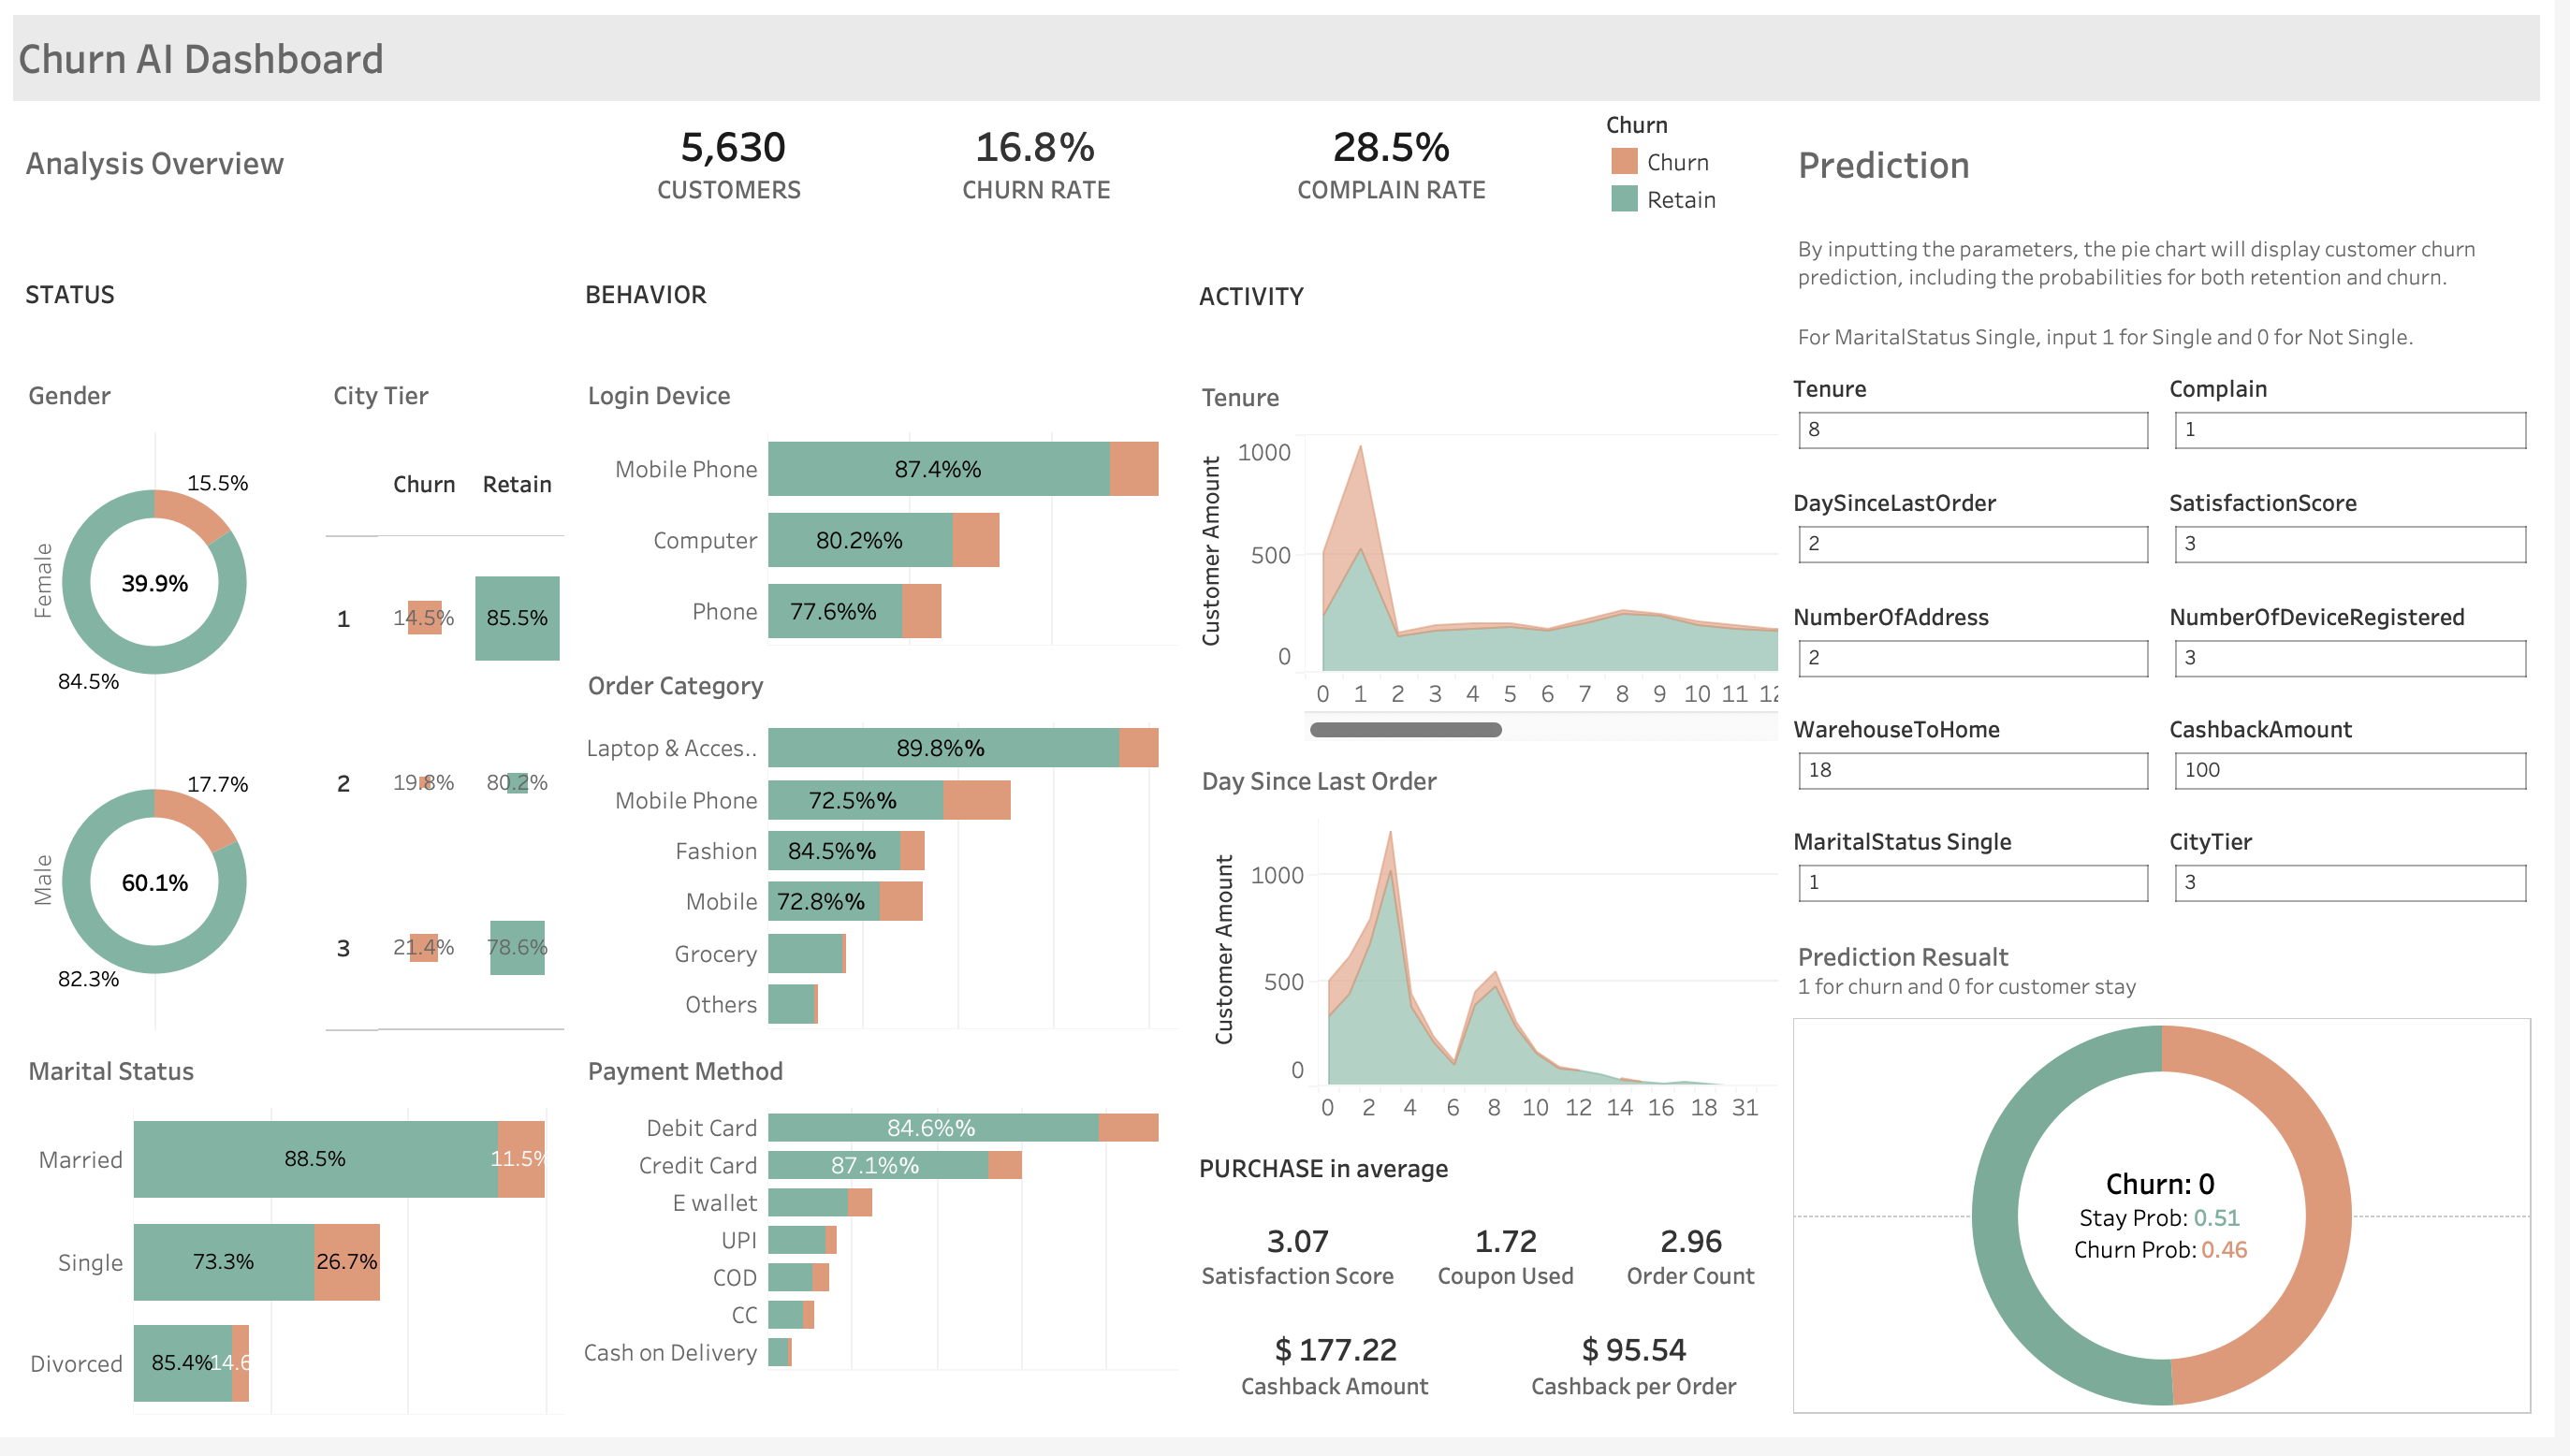 Churn AI Dashboard
Analysis Overview
5,630
CUSTOMERS
16.8%
CHURN RATE
28.5%
COMPLAIN RATE
Churn
Churn
Retain
STATUS
Gender
Female
15.5%
39.9%
84.5%
Male
17.7%
60.1%
82.3%
City Tier
Churn Retain
1 14.5% 85.5%
2 19.8% 80.2%
3 21.4% 78.6%
Marital Status
Married 88.5% 11.5%
Single 73.3% 26.7%
Divorced 85.4% 14.6
BEHAVIOR
Login Device
Mobile Phone 87.4%%
Computer 80.2%%
Phone 77.6%%
Order Category
Laptop & Acces.. 89.8%%
Mobile Phone 72.5%%
Fashion 84.5%%
Mobile 72.8%%
Grocery
Others
Payment Method
Debit Card 84.6%%
Credit Card 87.1%%
E wallet
UPI
COD
CC
Cash on Delivery
ACTIVITY
Tenure
Customer Amount
1000
500
0
0 1 2 3 4 5 6 7 8 9 10 11 12
Day Since Last Order
Customer Amount
1000
500
0
0 2 4 6 8 10 12 14 16 18 31
PURCHASE in average
3.07
Satisfaction Score
1.72
Coupon Used
2.96
Order Count
$ 177.22
Cashback Amount
$ 95.54
Cashback per Order
Prediction
By inputting the parameters, the pie chart will display customer churn
prediction, including the probabilities for both retention and churn.
For MaritalStatus Single, input 1 for Single and 0 for Not Single.
Tenure
8
Complain
1
DaySinceLastOrder
2
SatisfactionScore
3
NumberOfAddress
2
NumberOfDeviceRegistered
3
WarehouseToHome
18
CashbackAmount
100
MaritalStatus Single
1
CityTier
3
Prediction Resualt
1 for churn and 0 for customer stay
Churn: 0
Stay Prob: 0.51
Churn Prob: 0.46